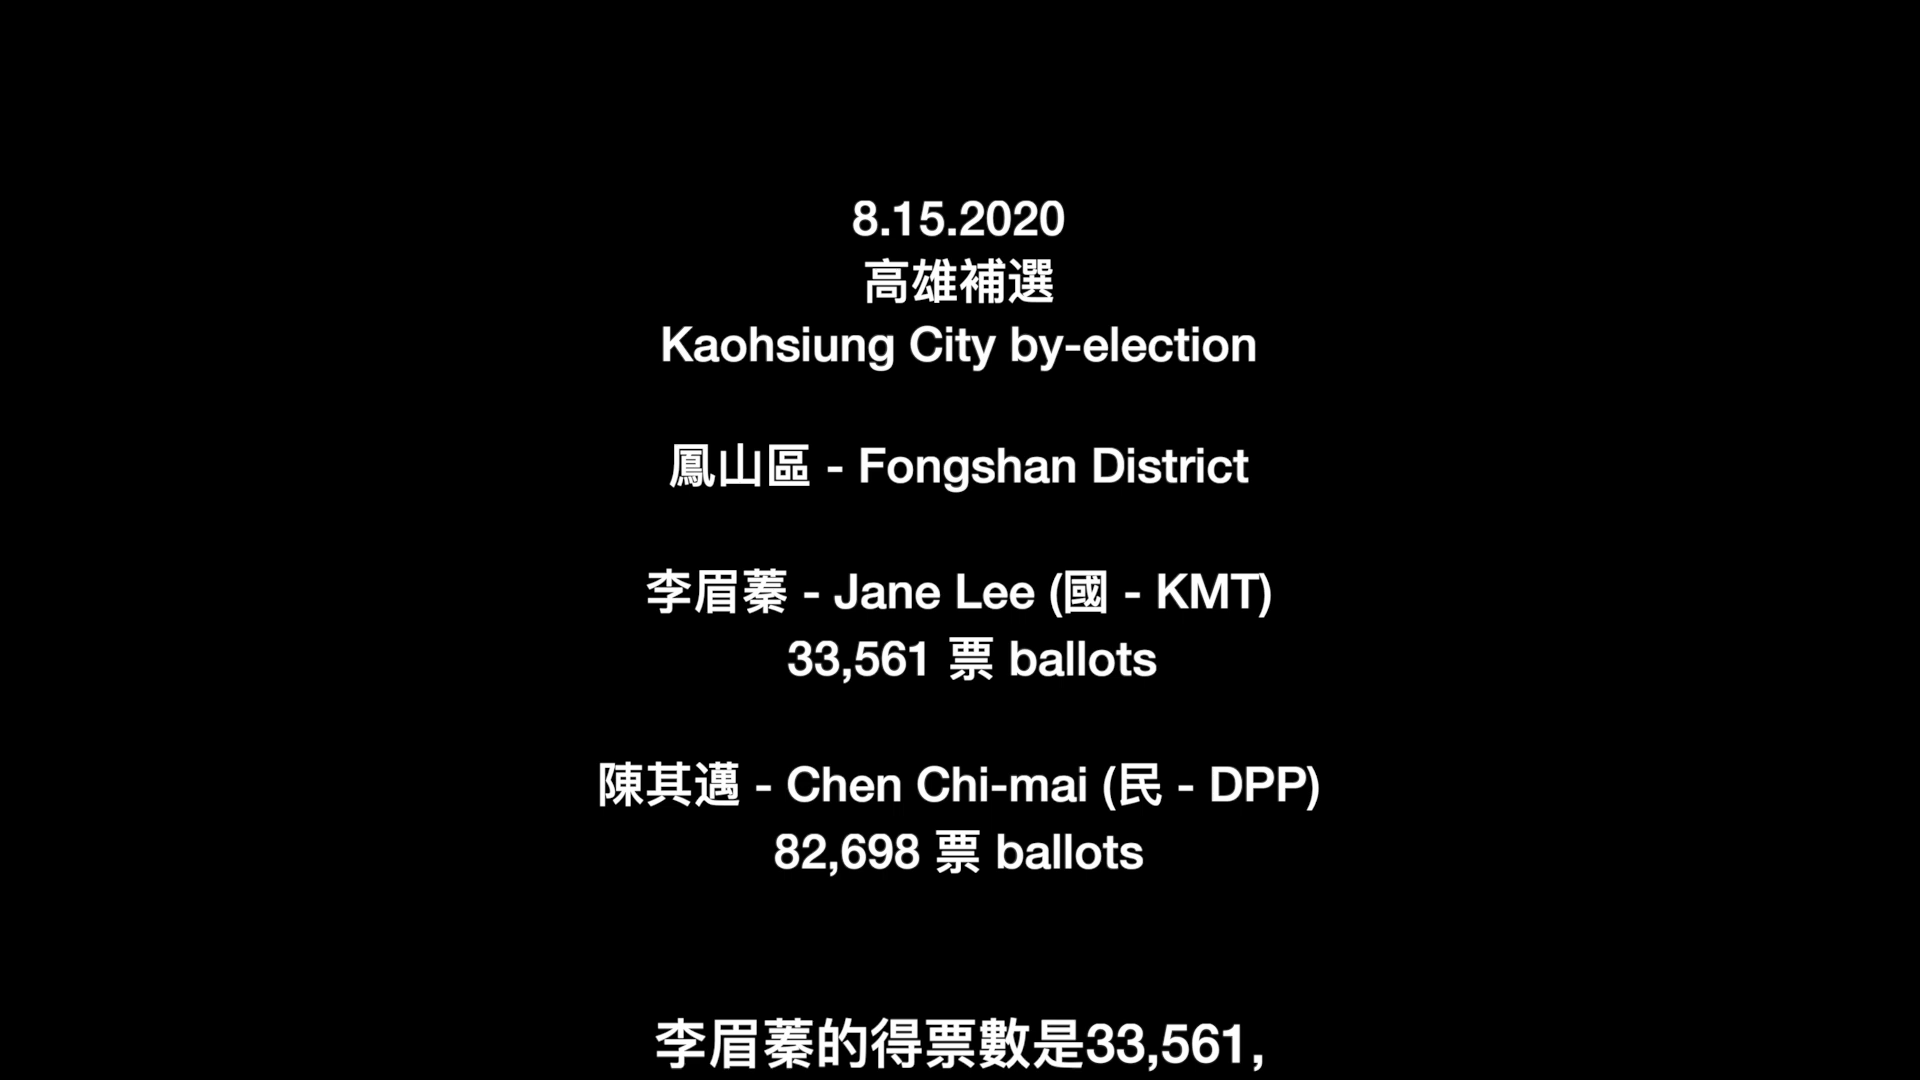 8.15.2020
高雄補選
Kaohsiung City by-election
鳳山區 - Fongshan District
李眉蓁 - Jane Lee (國 - KMT)
33,561 票 ballots
陳其邁 - Chen Chi-mai (民 - DPP)
82,698 票 ballots
李眉蓁的得票數是33,561,